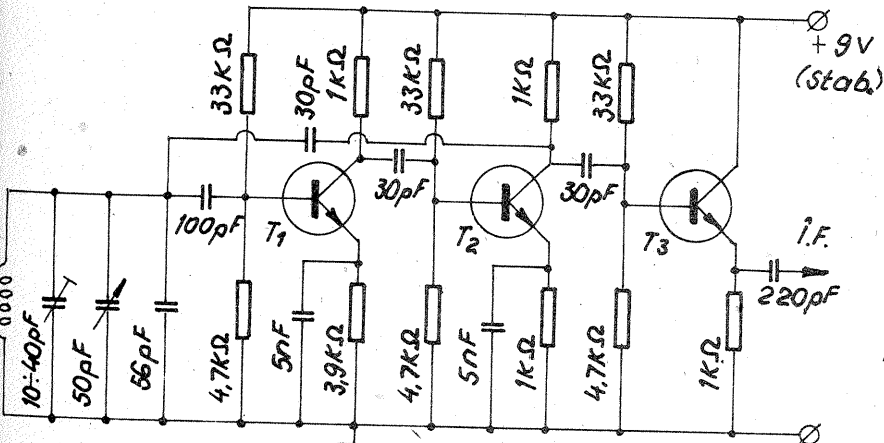 + 9V
(Stab.)
33KΩ
30pF
1KΩ
33KΩ
1KΩ
33KΩ
100pF
T1
30pF
T2
30pF
T3
Î.F.
220pF
10÷40pF
50pF
56pF
4,7KΩ
5nF
3,9KΩ
4,7KΩ
5nF
1KΩ
4,7KΩ
1KΩ